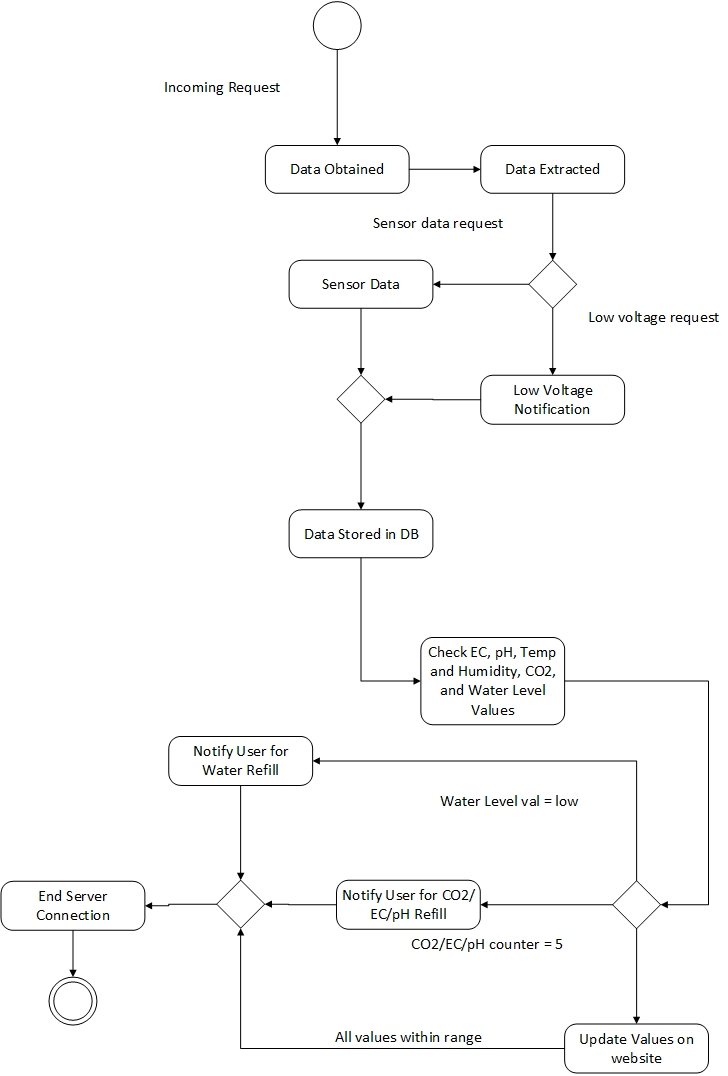 Incoming Request
Data Obtained
Data Extracted
Sensor data request
Sensor Data
Low voltage request
Low Voltage
Notification
Data Stored in DB
Check EC, pH, Temp
and Humidity, CO2,
and Water Level
Values
Notify User for
Water Refill
Water Level val = low
End Server
Connection
Notify User for CO2/
EC/pH Refill
CO2/EC/pH counter = 5
All values within range
Update Values on
website